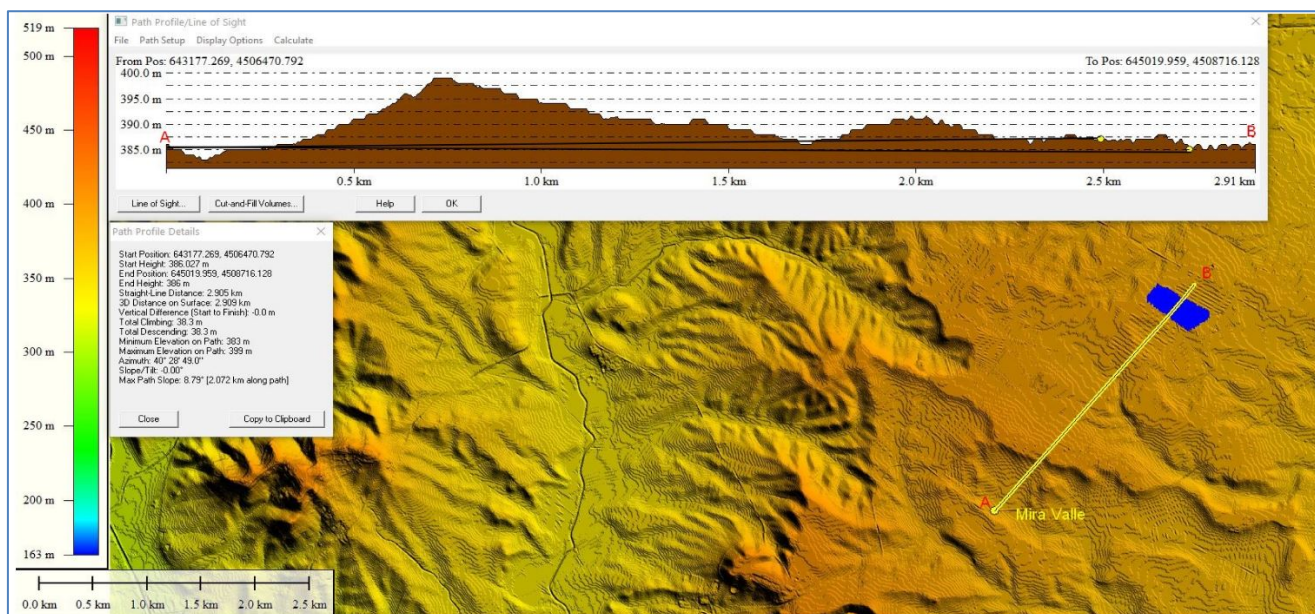 519 m
500 m
450 m
400 m
350 m
300 m
250 m
200 m
163 m
0.0 km 0.5 km 1.0 km 1.5 km 2.0 km 2.5 km
Path Profile/Line of Sight
File Path Setup Display Options Calculate
From Pos: 643177.269, 4506470.792 To Pos: 645019.959, 4508716.128
400.0 m
395.0 m
390.0 m
385.0 m
A B
0.5 km 1.0 km 1.5 km 2.0 km 2.5 km 2.91 km
Line of Sight... Cut-and-Fill Volumes... Help OK
Path Profile Details
Start Position: 643177.269, 4506470.792
Start Height: 386.027 m
End Position: 645019.959, 4508716.128
End Height: 386 m
Straight-Line Distance: 2.905 km
3D Distance on Surface: 2.909 km
Vertical Difference (Start to Finish): -0.0 m
Total Climbing: 38.3 m
Total Descending: 38.3 m
Minimum Elevation on Path: 383 m
Maximum Elevation on Path: 399 m
Azimuth: 40° 28' 49.0"
Slope/Tilt: -0.00°
Max Path Slope: 8.79° [2.072 km along path]
Close Copy to Clipboard
B
A
Mira Valle